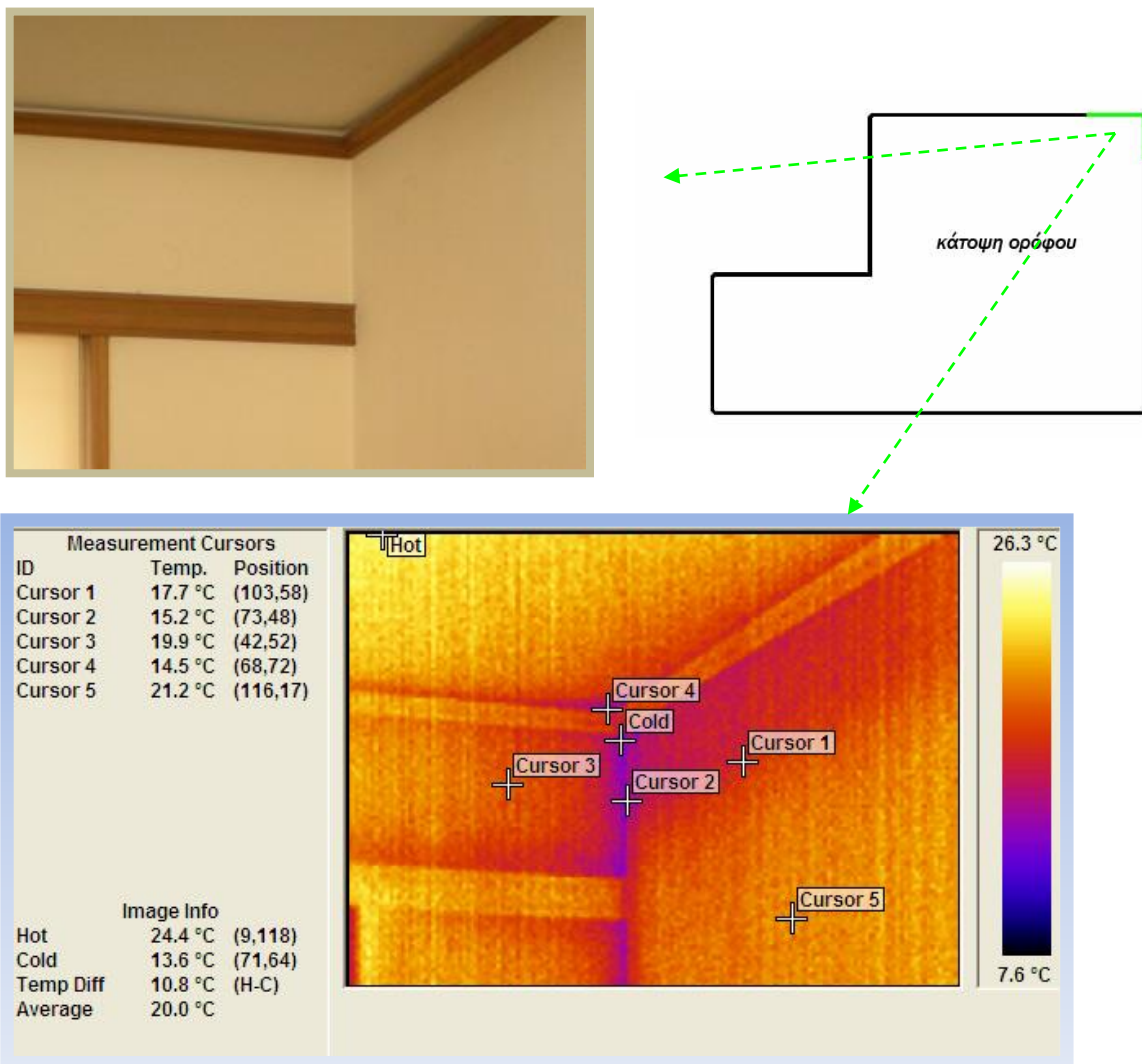 κάτοψη ορόφου
Measurement Cursors
ID Temp. Position
Cursor 1 17.7 °C (103,58)
Cursor 2 15.2 °C (73,48)
Cursor 3 19.9 °C (42,52)
Cursor 4 14.5 °C (68,72)
Cursor 5 21.2 °C (116,17)
Image Info
Hot 24.4 °C (9,118)
Cold 13.6 °C (71,64)
Temp Diff 10.8 °C (H-C)
Average 20.0 °C
Hot
Cursor 4
Cold
Cursor 1
Cursor 3
Cursor 2
Cursor 5
26.3 °C
7.6 °C